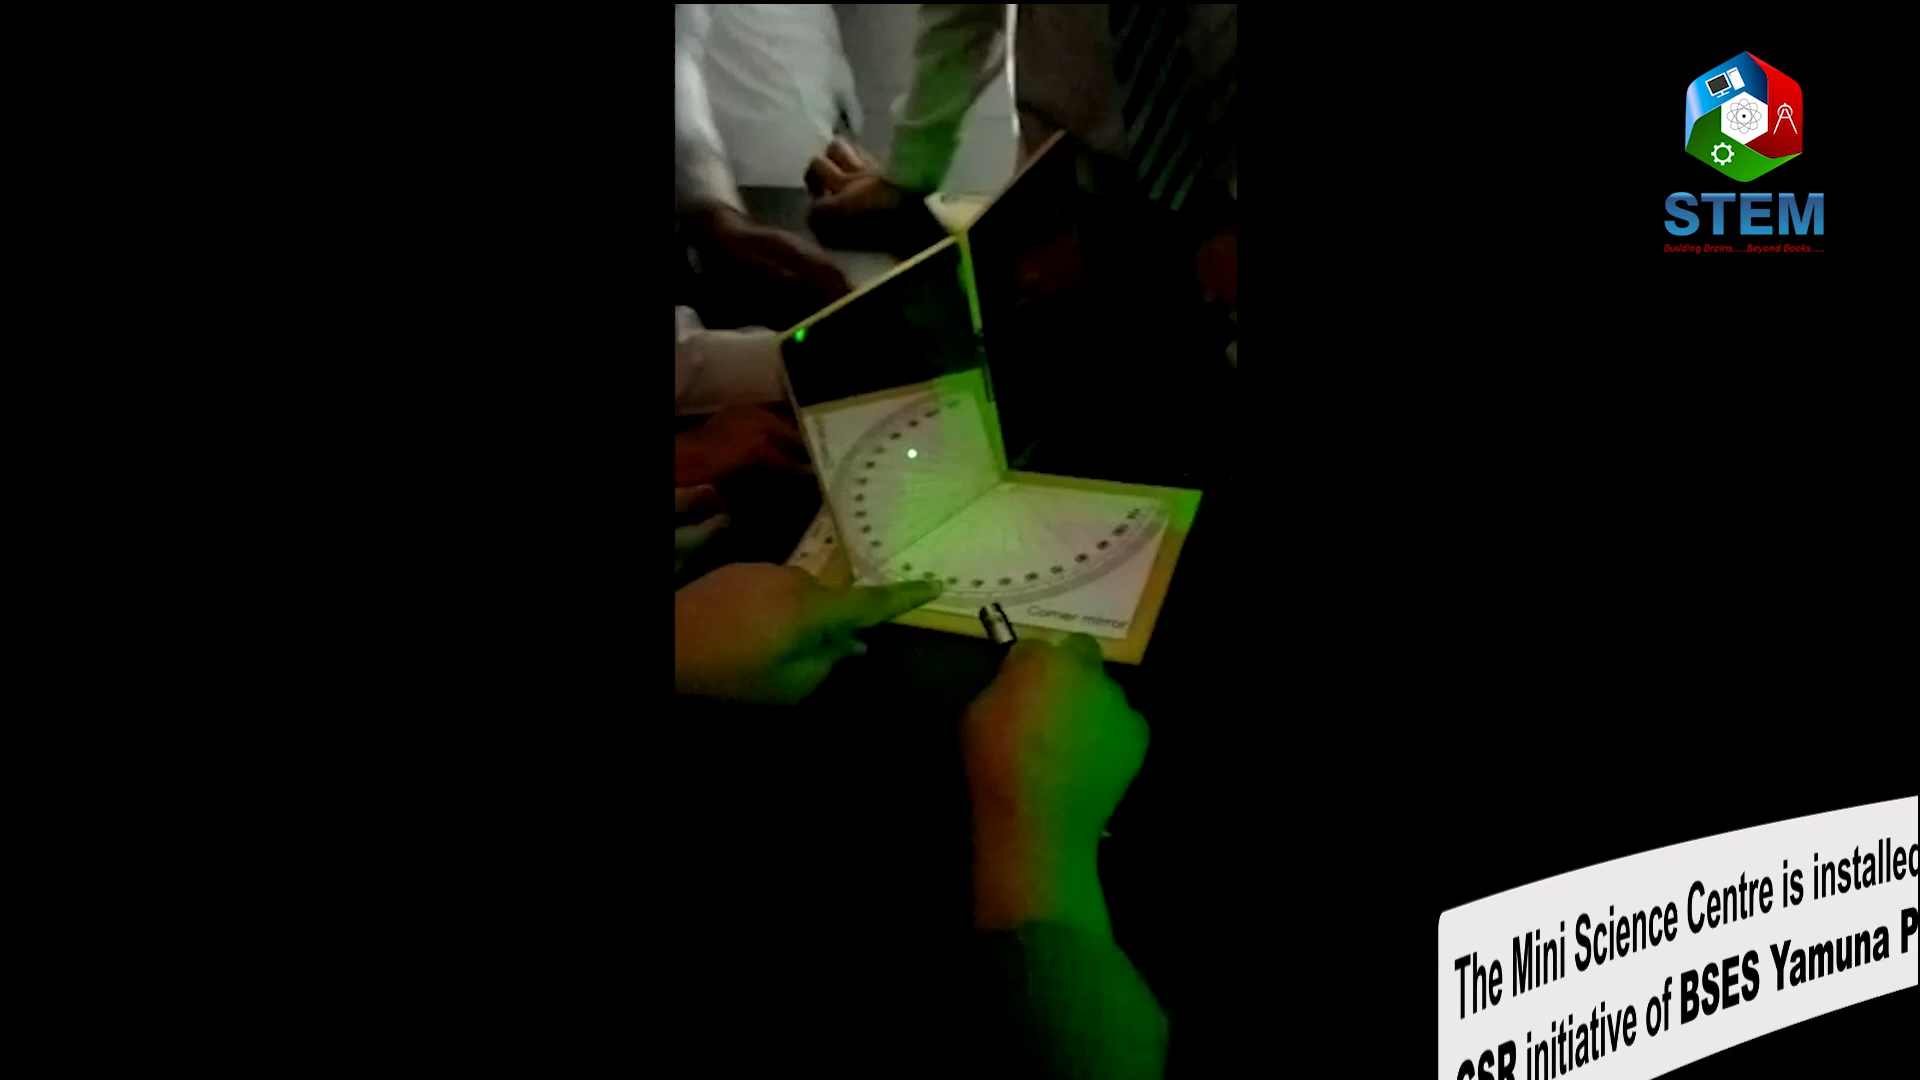 STEM
Building Brains.....Beyond Books.....
Corner mirror
The Mini Science Centre is installed
CSR initiative of BSES Yamuna P